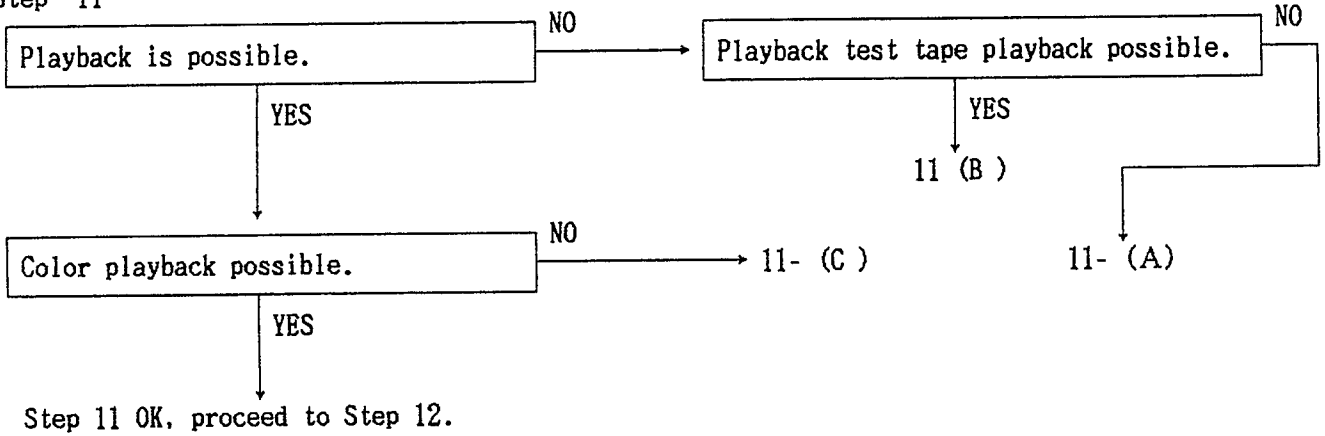 Step 11
NO
NO
Playback is possible.
Playback test tape playback possible.
YES
YES
11 (B )
NO
Color playback possible.
11- (C )
11- (A)
YES
Step 11 OK, proceed to Step 12.